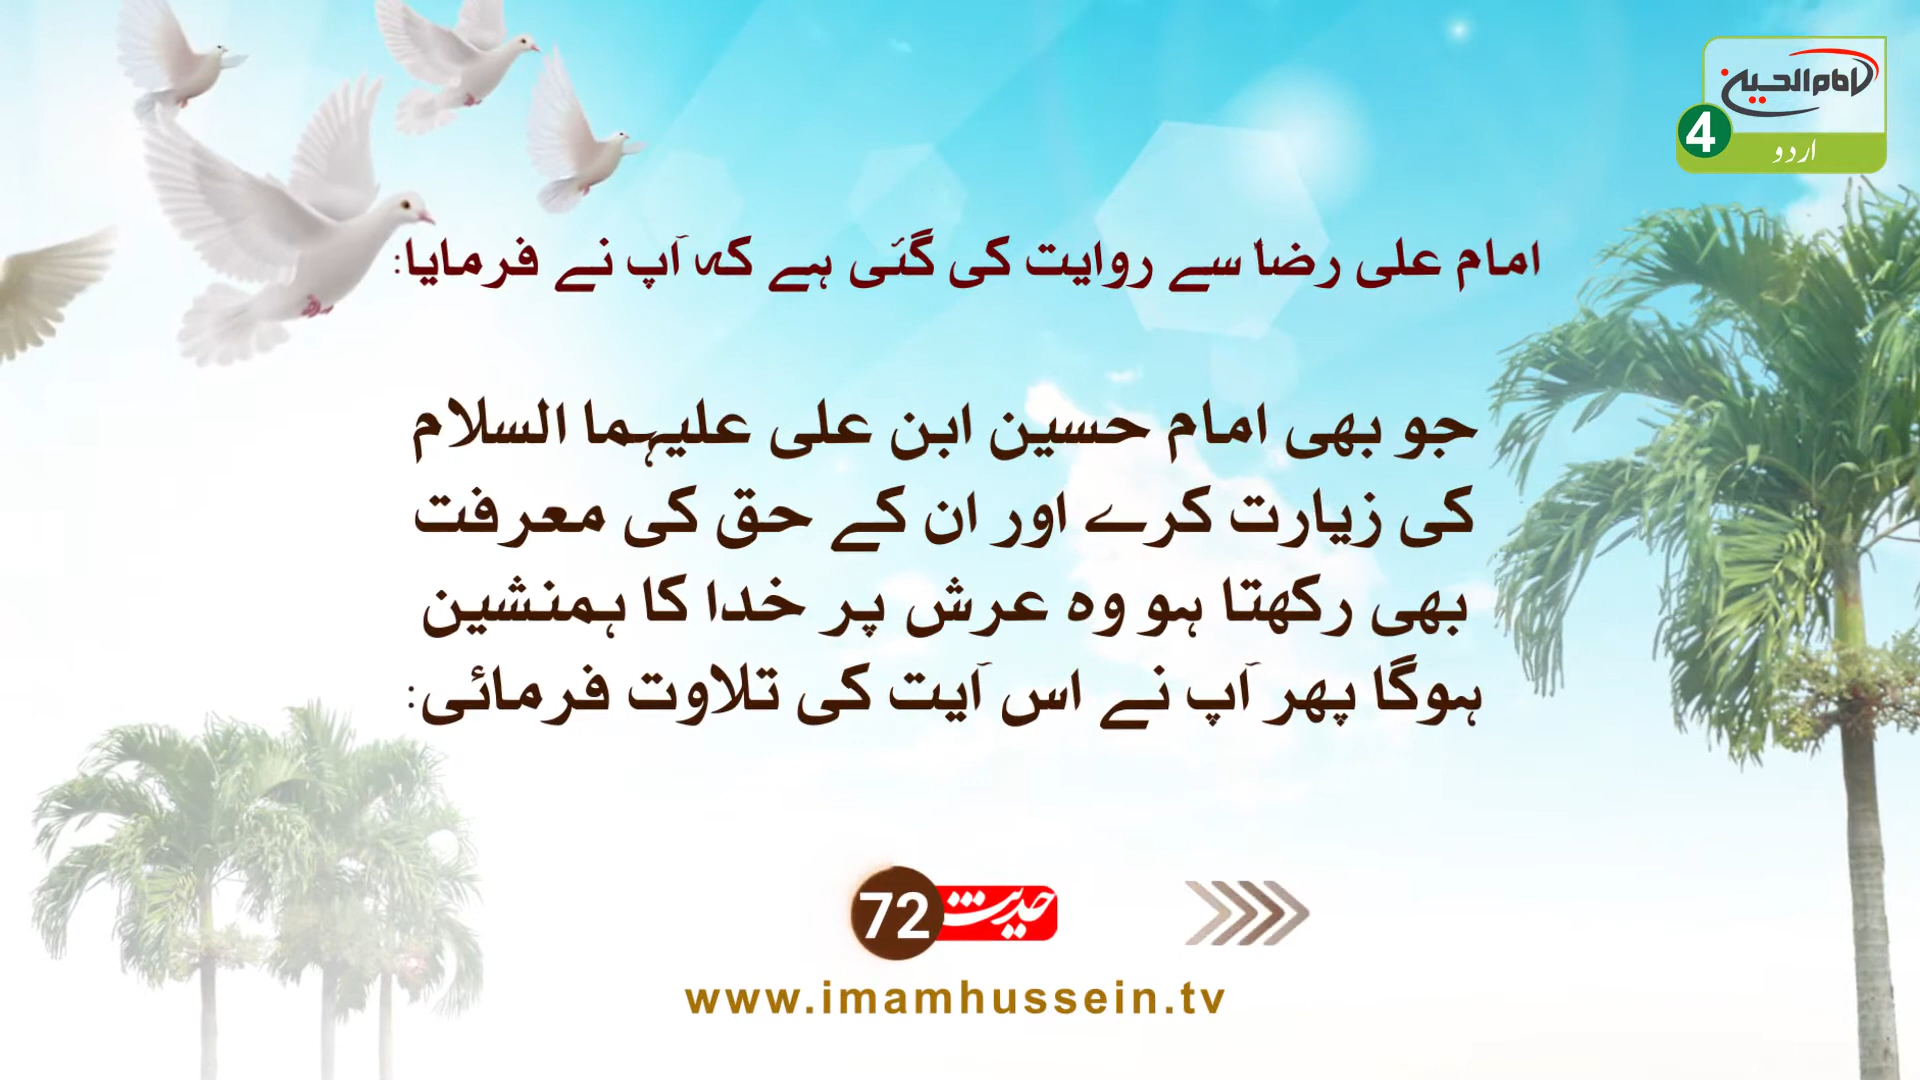 امام الحسین
4
اردو
امام علی رضا سے روایت کی گئی ہے کہ آپ نے فرمایا:
جو بھی امام حسین ابن علی علیہما السلام
کی زیارت کرے اور ان کے حق کی معرفت
بھی رکھتا ہو وہ عرش پر خدا کا ہمنشین
ہوگا پھر آپ نے اس آیت کی تلاوت فرمائی:
حدیث 72
www.imamhussein.tv